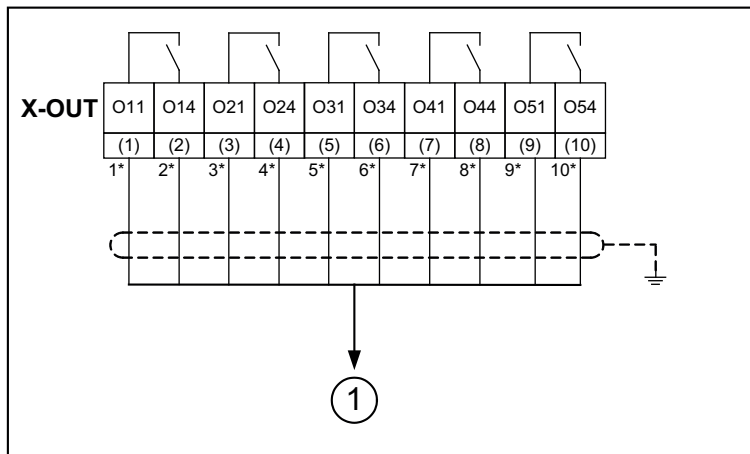 X-OUT O11 O14 O21 O24 O31 O34 O41 O44 O51 O54
(1) (2) (3) (4) (5) (6) (7) (8) (9) (10)
1* 2* 3* 4* 5* 6* 7* 8* 9* 10*
1